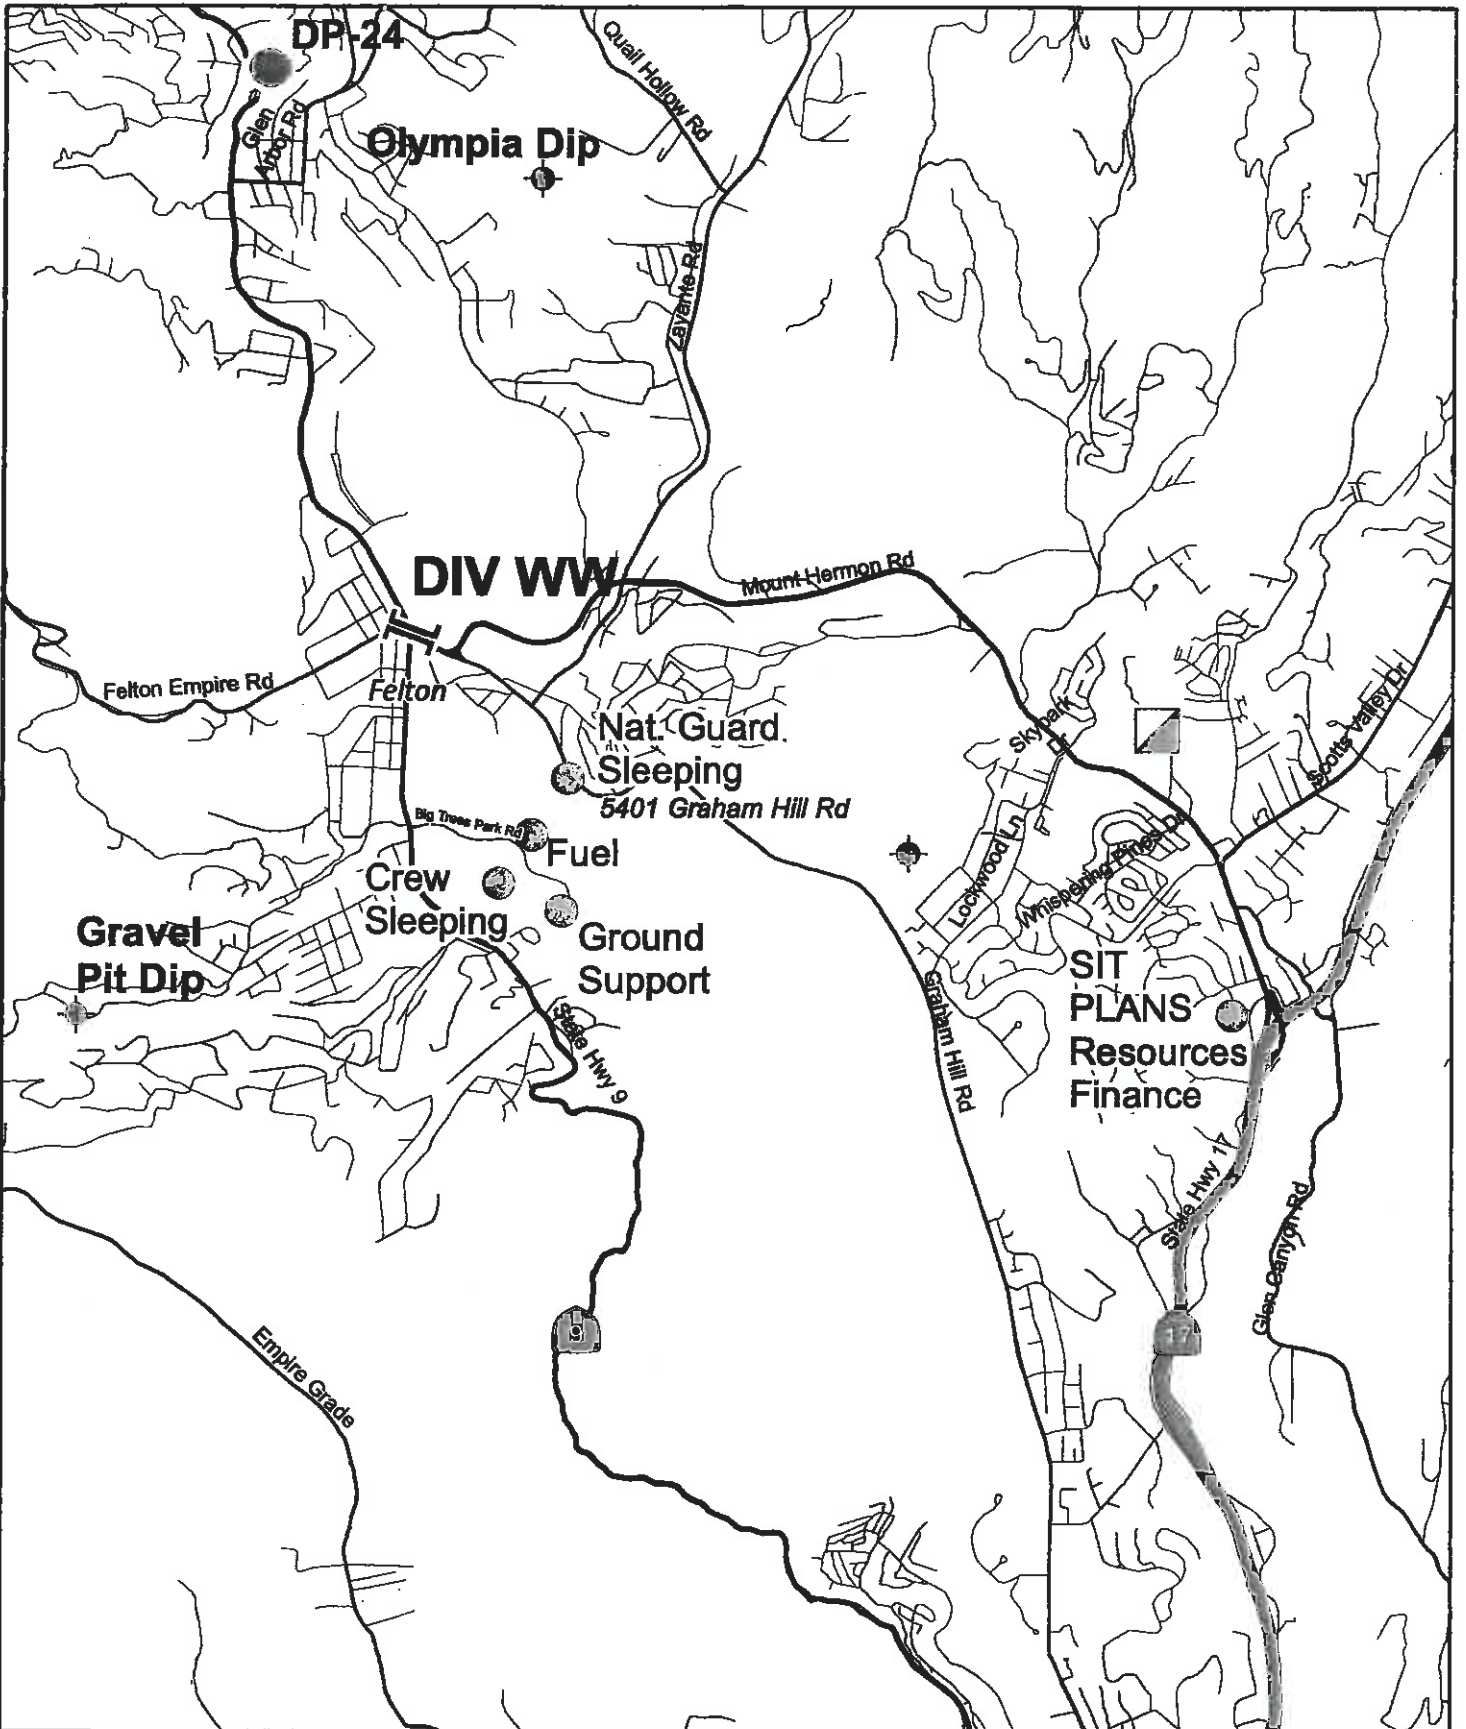 DP-24
Quail Hollow Rd
Glen
Arbor Rd
Olympia Dip
Zayante Rd
DIV WW
Mount Hermon Rd
Felton Empire Rd
Felton
Nat. Guard.
Sleeping
5401 Graham Hill Rd
Skypark
Dr
Scotts Valley Dr
Big Trees Park Rd
Fuel
Lockwood Ln
Whispering Pines Dr
Crew
Sleeping
Gravel
Pit Dip
Ground
Support
SIT
PLANS
Resources
Finance
Graham Hill Rd
State Hwy 9
State Hwy 17
Glen Canyon Rd
Empire Grade
17